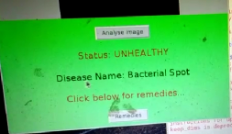 Analyse Image
Status: UNHEALTHY
Disease Name: Bacterial Spot
Click below for remedies...
Remedies